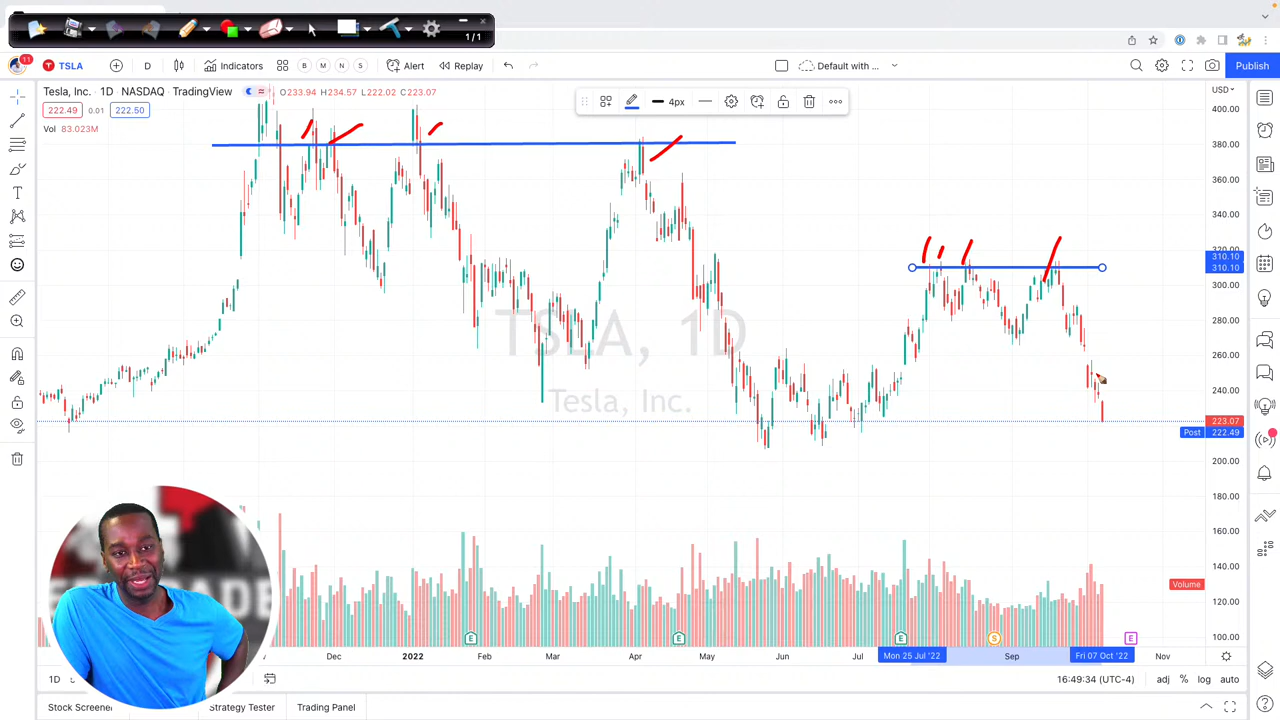 1/1
11
TSLA
D
Indicators
B
M
N
S
Alert
Replay
Default with ...
Publish
Tesla, Inc. · 1D · NASDAQ
TradingView
O233.94 H234.57 L222.02 C223.07
222.49
0.01
222.50
Vol 83.023M
4px
USD
400.00
380.00
360.00
340.00
320.00
310.10
310.10
300.00
280.00
260.00
240.00
223.07
Post 222.49
200.00
180.00
160.00
140.00
120.00
100.00
TSLA, 1D
Tesla, Inc.
Volume
E
E
E
S
E
Dec
2022
Feb
Mar
Apr
May
Jun
Jul
Mon 25 Jul '22
Sep
Fri 07 Oct '22
Nov
1D
16:49:34 (UTC-4)
adj
%
log
auto
Stock Screener
Strategy Tester
Trading Panel